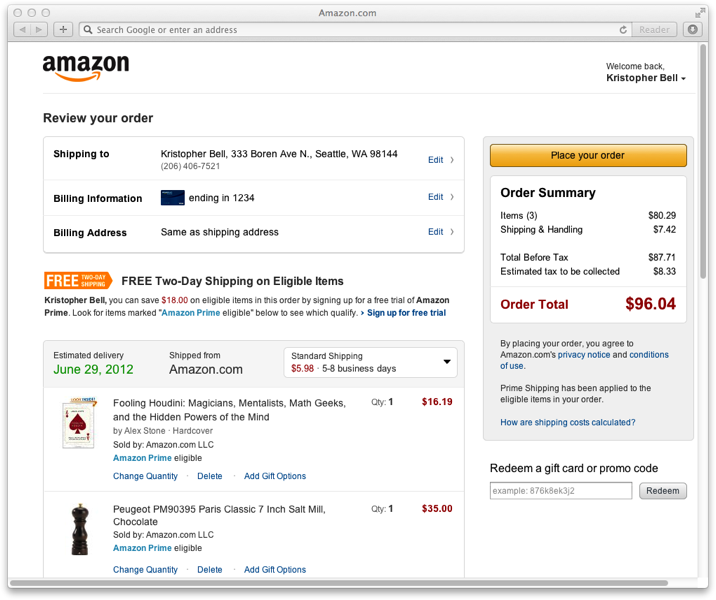 Amazon.com
Search Google or enter an address
Reader
amazon
Welcome back,
Kristopher Bell
Review your order
Shipping to
Kristopher Bell, 333 Boren Ave N., Seattle, WA 98144
(206) 406-7521
Edit
Billing Information
ending in 1234
Edit
Billing Address
Same as shipping address
Edit
Place your order
Order Summary
Items (3) $80.29
Shipping & Handling $7.42
Total Before Tax $87.71
Estimated tax to be collected $8.33
Order Total $96.04
By placing your order, you agree to
Amazon.com's privacy notice and conditions
of use.
Prime Shipping has been applied to the
eligible items in your order.
How are shipping costs calculated?
Redeem a gift card or promo code
example: 876k8ek3j2
Redeem
FREE TWO-DAY
SHIPPING
FREE Two-Day Shipping on Eligible Items
Kristopher Bell, you can save $18.00 on eligible items in this order by signing up for a free trial of Amazon
Prime. Look for items marked "Amazon Prime eligible" below to see which qualify. › Sign up for free trial
Estimated delivery
June 29, 2012
Shipped from
Amazon.com
Standard Shipping
$5.98 · 5-8 business days
Fooling Houdini: Magicians, Mentalists, Math Geeks,
and the Hidden Powers of the Mind
by Alex Stone · Hardcover
Sold by: Amazon.com LLC
Amazon Prime eligible
Qty: 1
$16.19
Change Quantity · Delete · Add Gift Options
Peugeot PM90395 Paris Classic 7 Inch Salt Mill,
Chocolate
Sold by: Amazon.com LLC
Amazon Prime eligible
Qty: 1
$35.00
Change Quantity · Delete · Add Gift Options